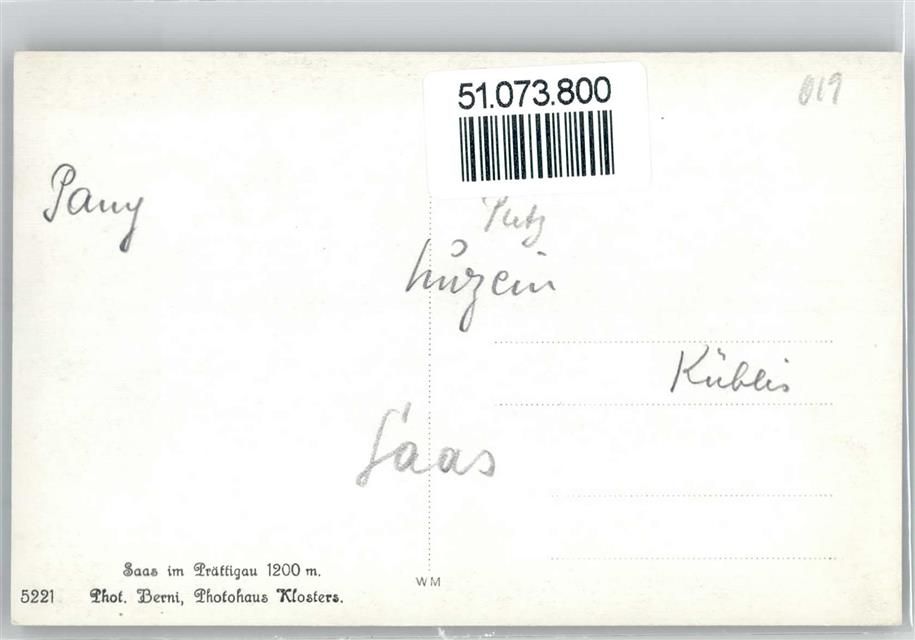 51.073.800
019
Pany
Putz
Luzein
Küblis
Saas
Saas im Prättigau 1200 m.
WM
5221 Phot. Berni, Photohaus Klosters.